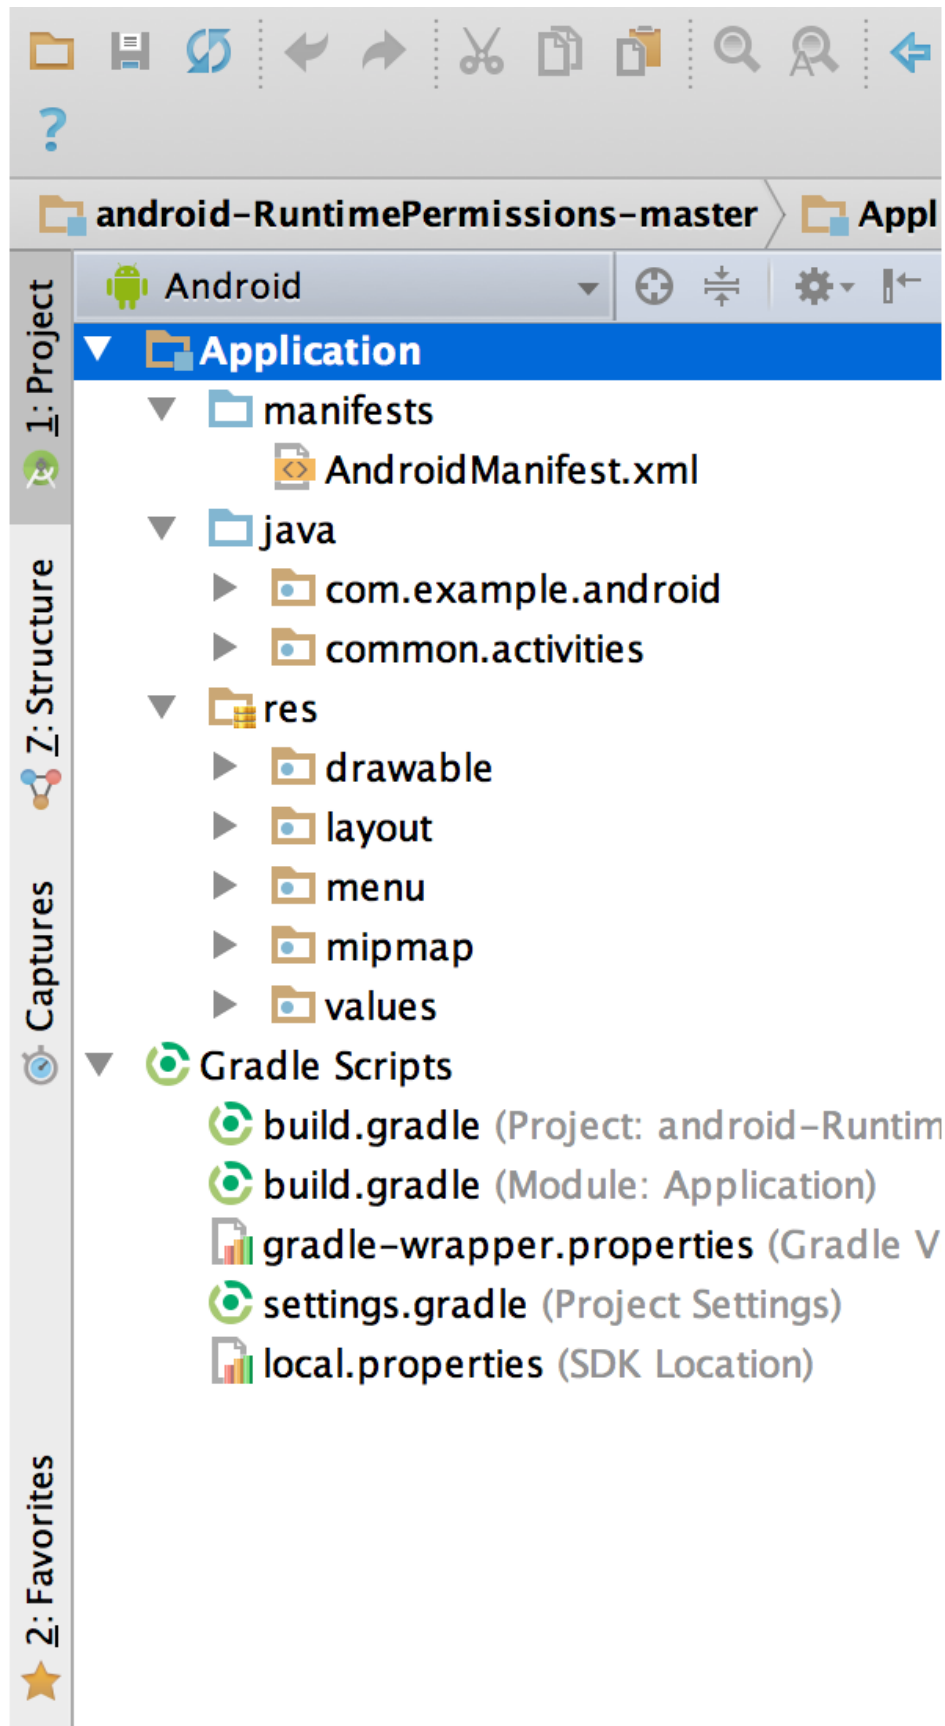 ?
android-RuntimePermissions-master
Appl
1: Project
Android
Application
manifests
AndroidManifest.xml
java
com.example.android
common.activities
7: Structure
res
drawable
layout
menu
mipmap
values
Captures
Gradle Scripts
build.gradle (Project: android-Runtim
build.gradle (Module: Application)
gradle-wrapper.properties (Gradle V
settings.gradle (Project Settings)
local.properties (SDK Location)
2: Favorites